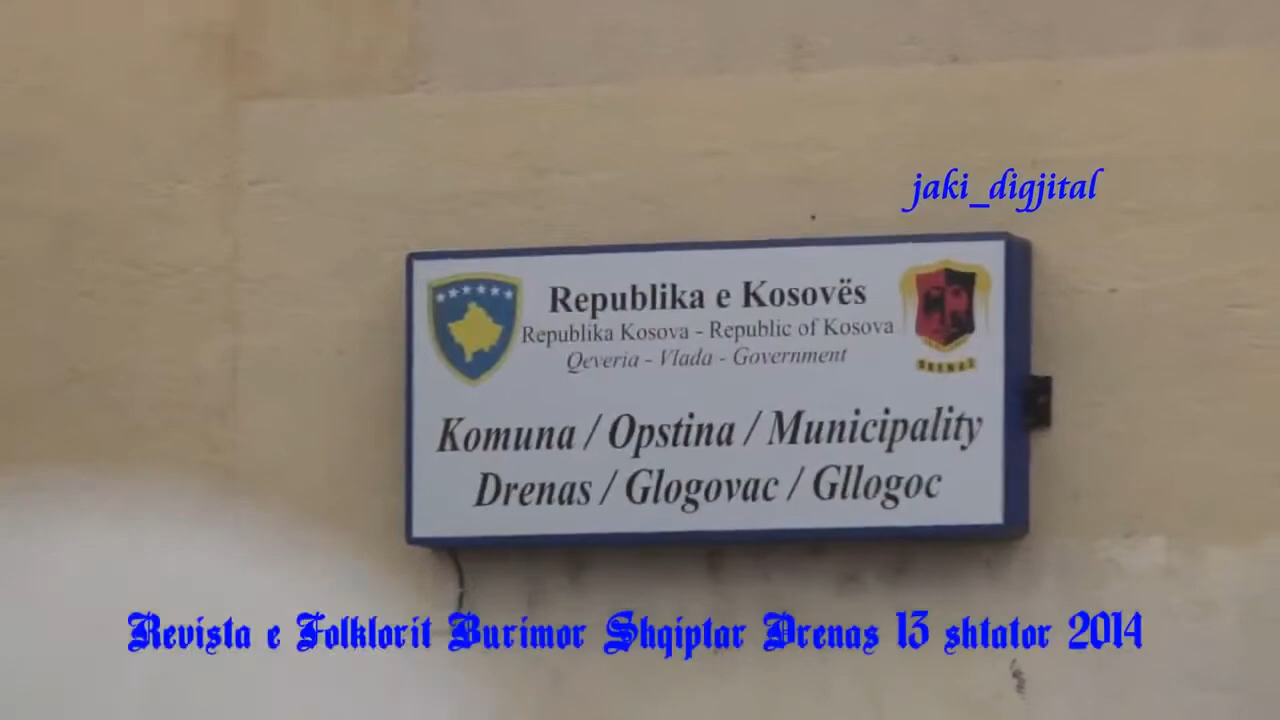 jaki_digjital
Republika e Kosovës
Republika Kosova - Republic of Kosova
Qeveria - Vlada - Government
DRENAS
Komuna / Opstina / Municipality
Drenas / Glogovac / Gllogoc
Revista e Folklorit Burimor Shqiptar Drenas 13 shtator 2014